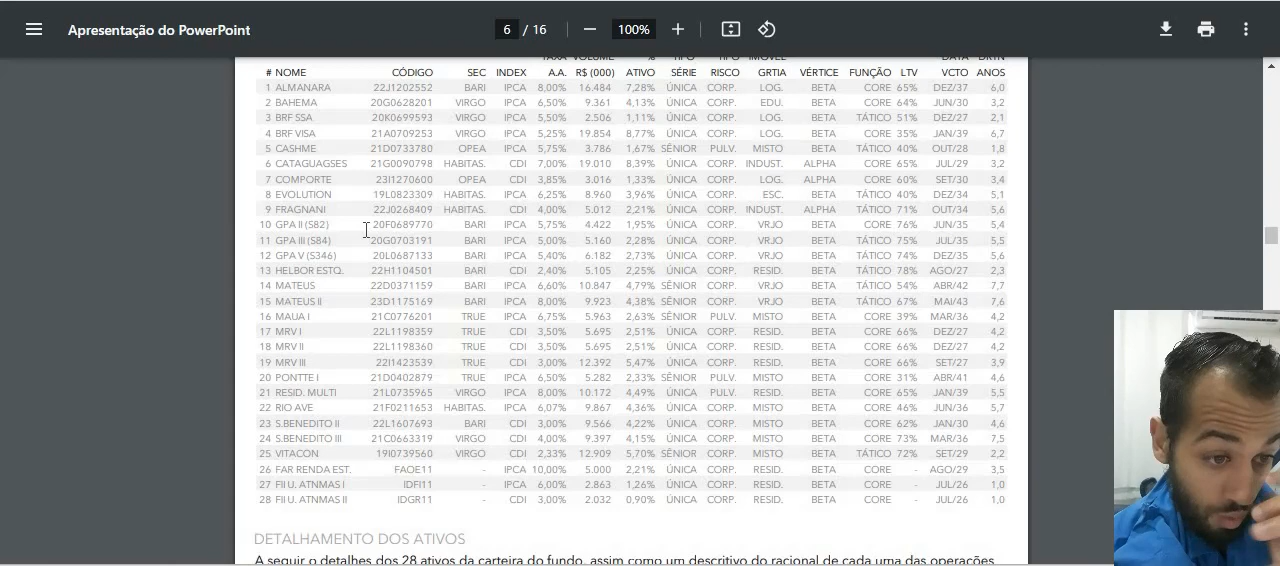 Apresentação do PowerPoint 6 / 16 100%
R$ (000)
# NOME CÓDIGO SEC INDEX A.A. R$ (000) ATIVO SÉRIE RISCO GRTIA VÉRTICE FUNÇÃO LTV VCTO ANOS
1 ALMANARA 22J1202552 BARI IPCA 8,00% 16.484 7,28% ÚNICA CORP. LOG. BETA CORE 65% DEZ/37 6,0
2 BAHEMA 20G0628201 VIRGO IPCA 6,50% 9.361 4,13% ÚNICA CORP. EDU. BETA CORE 64% JUN/30 3,2
3 BRF SSA 20K0699593 VIRGO IPCA 5,50% 2.506 1,11% ÚNICA CORP. LOG. BETA TÁTICO 51% DEZ/27 2,1
4 BRF VISA 21A0709253 VIRGO IPCA 5,25% 19.854 8,77% ÚNICA CORP. LOG. BETA CORE 35% JAN/39 6,7
5 CASHME 21D0733780 OPEA IPCA 5,75% 3.786 1,67% SÊNIOR PULV. MISTO BETA TÁTICO 40% OUT/28 1,8
6 CATAGUASGES 21G0090798 HABITAS. CDI 7,00% 19.010 8,39% ÚNICA CORP. INDUST. ALPHA CORE 65% JUL/29 3,2
7 COMPORTE 23I1270600 OPEA CDI 3,85% 3.016 1,33% ÚNICA CORP. LOG. ALPHA CORE 60% SET/30 3,4
8 EVOLUTION 19L0823309 HABITAS. IPCA 6,25% 8.960 3,96% ÚNICA CORP. ESC. BETA TÁTICO 40% DEZ/34 5,1
9 FRAGNANI 22J0268409 HABITAS. CDI 4,00% 5.012 2,21% ÚNICA CORP. INDUST. ALPHA TÁTICO 71% OUT/34 5,6
10 GPA II (S82) 20F0689770 BARI IPCA 5,75% 4.422 1,95% ÚNICA CORP. VRJO BETA CORE 76% JUN/35 5,4
11 GPA III (S84) 20G0703191 BARI IPCA 5,00% 5.160 2,28% ÚNICA CORP. VRJO BETA TÁTICO 75% JUL/35 5,5
12 GPA V (S346) 20L0687133 BARI IPCA 5,40% 6.182 2,73% ÚNICA CORP. VRJO BETA TÁTICO 74% DEZ/35 5,6
13 HELBOR ESTQ. 22H1104501 BARI CDI 2,40% 5.105 2,25% ÚNICA CORP. RESID. BETA TÁTICO 78% AGO/27 2,3
14 MATEUS 22D0371159 BARI IPCA 6,60% 10.847 4,79% SÊNIOR CORP. VRJO BETA TÁTICO 54% ABR/42 7,7
15 MATEUS II 23D1175169 BARI IPCA 8,00% 9.923 4,38% SÊNIOR CORP. VRJO BETA TÁTICO 67% MAI/43 7,6
16 MAUA I 21C0776201 TRUE IPCA 6,75% 5.963 2,63% SÊNIOR PULV. MISTO BETA CORE 39% MAR/36 4,2
17 MRV I 22L1198359 TRUE CDI 3,50% 5.695 2,51% ÚNICA CORP. RESID. BETA CORE 66% DEZ/27 4,2
18 MRV II 22L1198360 TRUE CDI 3,50% 5.695 2,51% ÚNICA CORP. RESID. BETA CORE 66% DEZ/27 4,2
19 MRV III 22I1423539 TRUE CDI 3,00% 12.392 5,47% ÚNICA CORP. RESID. BETA CORE 66% SET/27 3,9
20 PONTTE I 21D0402879 TRUE IPCA 6,50% 5.282 2,33% SÊNIOR PULV. MISTO BETA CORE 31% ABR/41 4,6
21 RESID. MULTI 21L0735965 VIRGO IPCA 8,00% 10.172 4,49% ÚNICA PULV. RESID. BETA CORE 65% JAN/39 5,5
22 RIO AVE 21F0211653 HABITAS. IPCA 6,07% 9.867 4,36% ÚNICA CORP. MISTO BETA CORE 46% JUN/36 5,7
23 S.BENEDITO II 22L1607693 BARI CDI 3,00% 9.566 4,22% ÚNICA CORP. MISTO BETA CORE 62% JAN/30 4,6
24 S.BENEDITO III 21C0663319 VIRGO CDI 4,00% 9.397 4,15% ÚNICA CORP. MISTO BETA CORE 73% MAR/36 7,5
25 VITACON 19I0739560 VIRGO CDI 2,33% 12.909 5,70% SÊNIOR CORP. MISTO BETA TÁTICO 72% SET/29 2,2
26 FAR RENDA EST. FAOE11 - IPCA 10,00% 5.000 2,21% ÚNICA CORP. RESID. BETA CORE - AGO/29 3,5
27 FII U. ATNMAS I IDFI11 - IPCA 6,00% 2.863 1,26% ÚNICA CORP. RESID. BETA CORE - JUL/26 1,0
28 FII U. ATNMAS II IDGR11 - CDI 3,00% 2.032 0,90% ÚNICA CORP. RESID. BETA CORE - JUL/26 1,0
DETALHAMENTO DOS ATIVOS
A seguir o detalhes dos 28 ativos da carteira do fundo, assim como um descritivo do racional de cada uma das operações